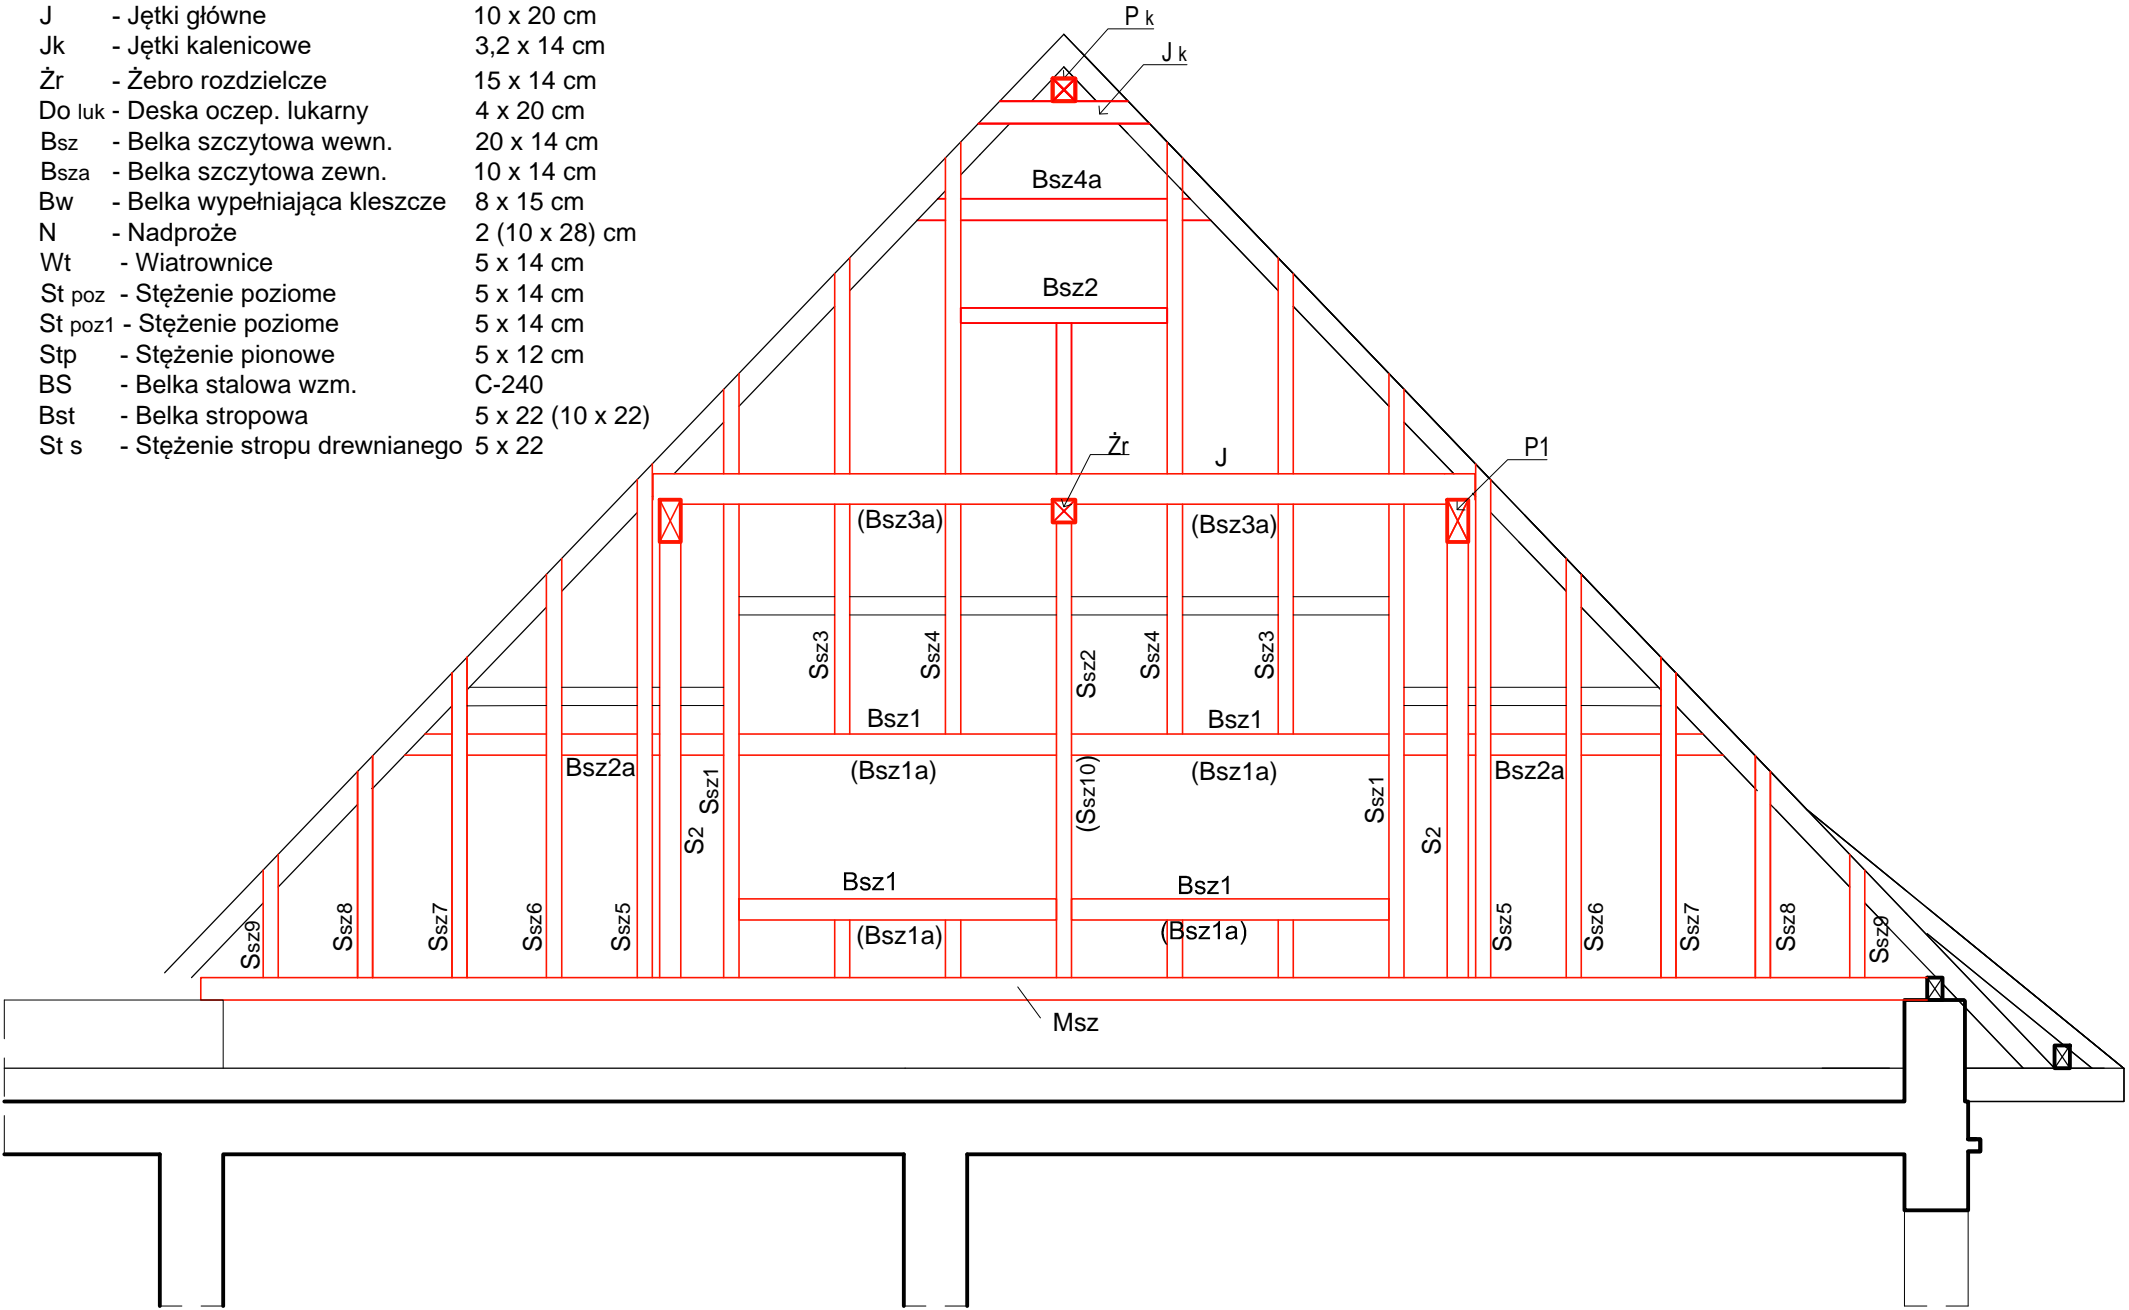 J - Jętki główne 10 x 20 cm
Jk - Jętki kalenicowe 3,2 x 14 cm
Żr - Żebro rozdzielcze 15 x 14 cm
Do luk - Deska oczep. lukarny 4 x 20 cm
Bsz - Belka szczytowa wewn. 20 x 14 cm
Bsza - Belka szczytowa zewn. 10 x 14 cm
Bw - Belka wypełniająca kleszcze 8 x 15 cm
N - Nadproże 2 (10 x 28) cm
Wt - Wiatrownice 5 x 14 cm
St poz - Stężenie poziome 5 x 14 cm
St poz1 - Stężenie poziome 5 x 14 cm
Stp - Stężenie pionowe 5 x 12 cm
BS - Belka stalowa wzm. C-240
Bst - Belka stropowa 5 x 22 (10 x 22)
St s - Stężenie stropu drewnianego 5 x 22
P k
J k
Bsz4a
Bsz2
Żr
J
P1
(Bsz3a) (Bsz3a)
Ssz3 Ssz4 Ssz2 Ssz4 Ssz3
Bsz1 Bsz1
Bsz2a (Bsz1a) (Bsz1a) Bsz2a
Ssz1 (Ssz10) Ssz1
S2 S2
Bsz1 Bsz1
(Bsz1a) (Bsz1a)
Ssz9 Ssz8 Ssz7 Ssz6 Ssz5 Ssz5 Ssz6 Ssz7 Ssz8 Ssz9
Msz